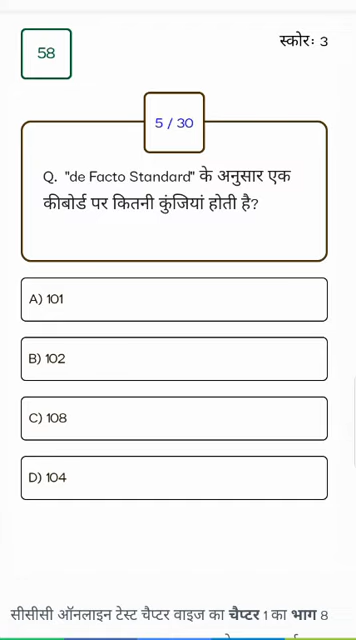 58
स्कोरः 3
5 / 30
Q. "de Facto Standard" के अनुसार एक
कीबोर्ड पर कितनी कुंजियां होती है?
A) 101
B) 102
C) 108
D) 104
सीसीसी ऑनलाइन टेस्ट चैप्टर वाइज का चैप्टर 1 का भाग 8